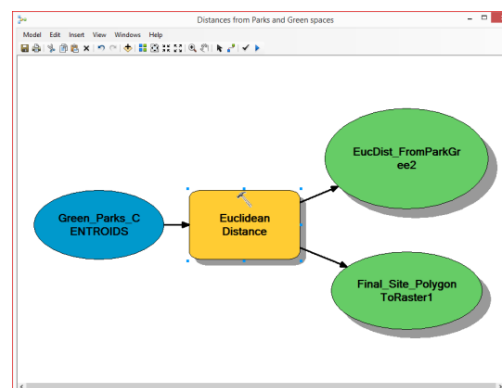 Distances from Parks and Green spaces
Model Edit Insert View Windows Help
EucDist_FromParkGr
ee2
Green_Parks_C
ENTROIDS
Euclidean
Distance
Final_Site_Polygon
ToRaster1